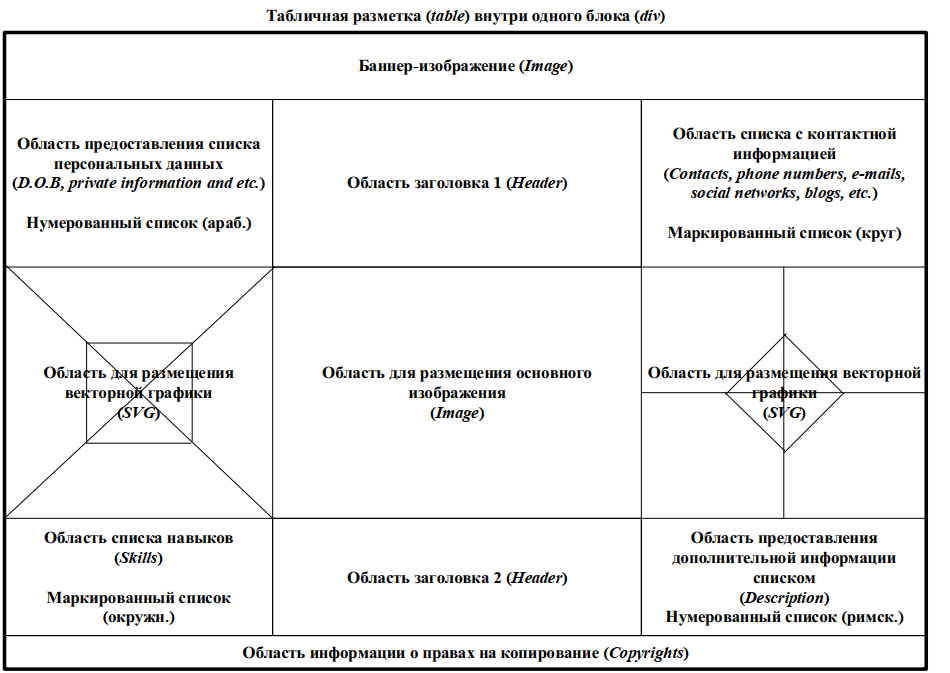 Табличная разметка (table) внутри одного блока (div)
Баннер-изображение (Image)
Область предоставления списка
персональных данных
(D.O.B, private information and etc.)
Нумерованный список (араб.)
Область заголовка 1 (Header)
Область списка с контактной
информацией
(Contacts, phone numbers, e-mails,
social networks, blogs, etc.)
Маркированный список (круг)
Область для размещения
векторной графики
(SVG)
Область для размещения основного
изображения
(Image)
Область для размещения векторной
графики
(SVG)
Область списка навыков
(Skills)
Маркированный список
(окружн.)
Область заголовка 2 (Header)
Область предоставления
дополнительной информации
списком
(Description)
Нумерованный список (римск.)
Область информации о правах на копирование (Copyrights)